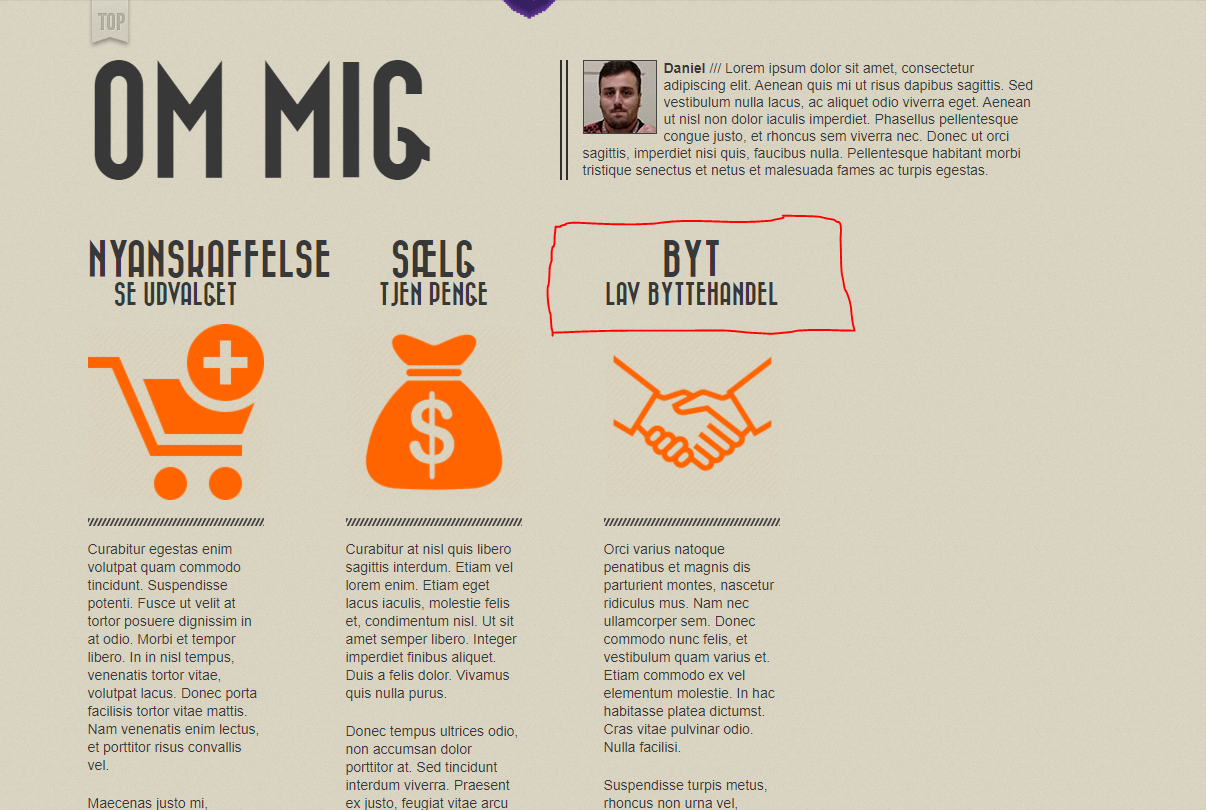 TOP
OM MIG
Daniel /// Lorem ipsum dolor sit amet, consectetur
adipiscing elit. Aenean quis mi ut risus dapibus sagittis. Sed
vestibulum nulla lacus, ac aliquet odio viverra eget. Aenean
ut nisl non dolor iaculis imperdiet. Phasellus pellentesque
congue justo, et rhoncus sem viverra nec. Donec ut orci
sagittis, imperdiet nisi quis, faucibus nulla. Pellentesque habitant morbi
tristique senectus et netus et malesuada fames ac turpis egestas.
NYANSKAFFELSE
SE UDVALGET
$
Curabitur egestas enim
volutpat quam commodo
tincidunt. Suspendisse
potenti. Fusce ut velit at
tortor posuere dignissim in
at odio. Morbi et tempor
libero. In in nisl tempus,
venenatis tortor vitae,
volutpat lacus. Donec porta
facilisis tortor vitae mattis.
Nam venenatis enim lectus,
et porttitor risus convallis
vel.
Maecenas justo mi,
SÆLG
TJEN PENGE
Curabitur at nisl quis libero
sagittis interdum. Etiam vel
lorem enim. Etiam eget
lacus iaculis, molestie felis
et, condimentum nisl. Ut sit
amet semper libero. Integer
imperdiet finibus aliquet.
Duis a felis dolor. Vivamus
quis nulla purus.
Donec tempus ultrices odio,
non accumsan dolor
porttitor at. Sed tincidunt
interdum viverra. Praesent
ex justo, feugiat vitae arcu
BYT
LAV BYTTEHANDEL
Orci varius natoque
penatibus et magnis dis
parturient montes, nascetur
ridiculus mus. Nam nec
ullamcorper sem. Donec
commodo nunc felis, et
vestibulum quam varius et.
Etiam commodo ex vel
elementum molestie. In hac
habitasse platea dictumst.
Cras vitae pulvinar odio.
Nulla facilisi.
Suspendisse turpis metus,
rhoncus non urna vel,